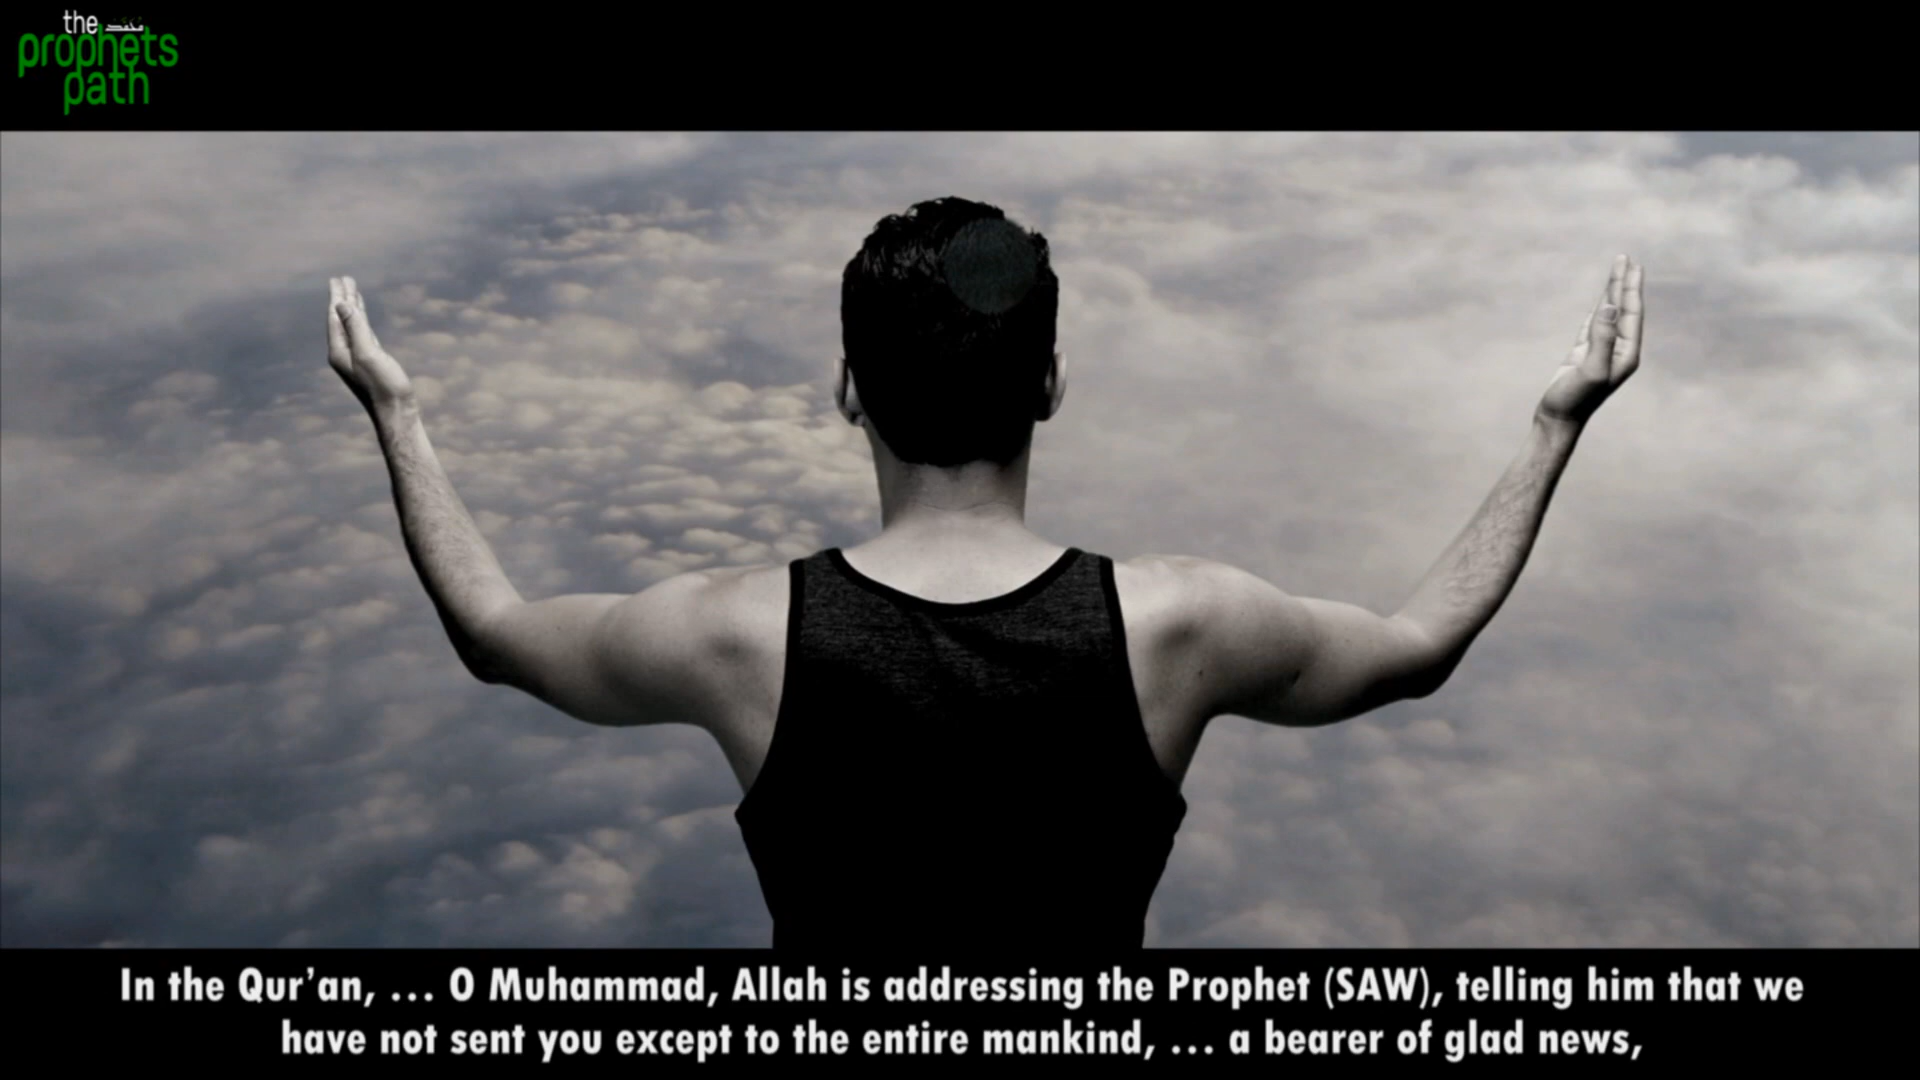 the محمد
prophets
path
In the Qur’an, ... O Muhammad, Allah is addressing the Prophet (SAW), telling him that we
have not sent you except to the entire mankind, ... a bearer of glad news,